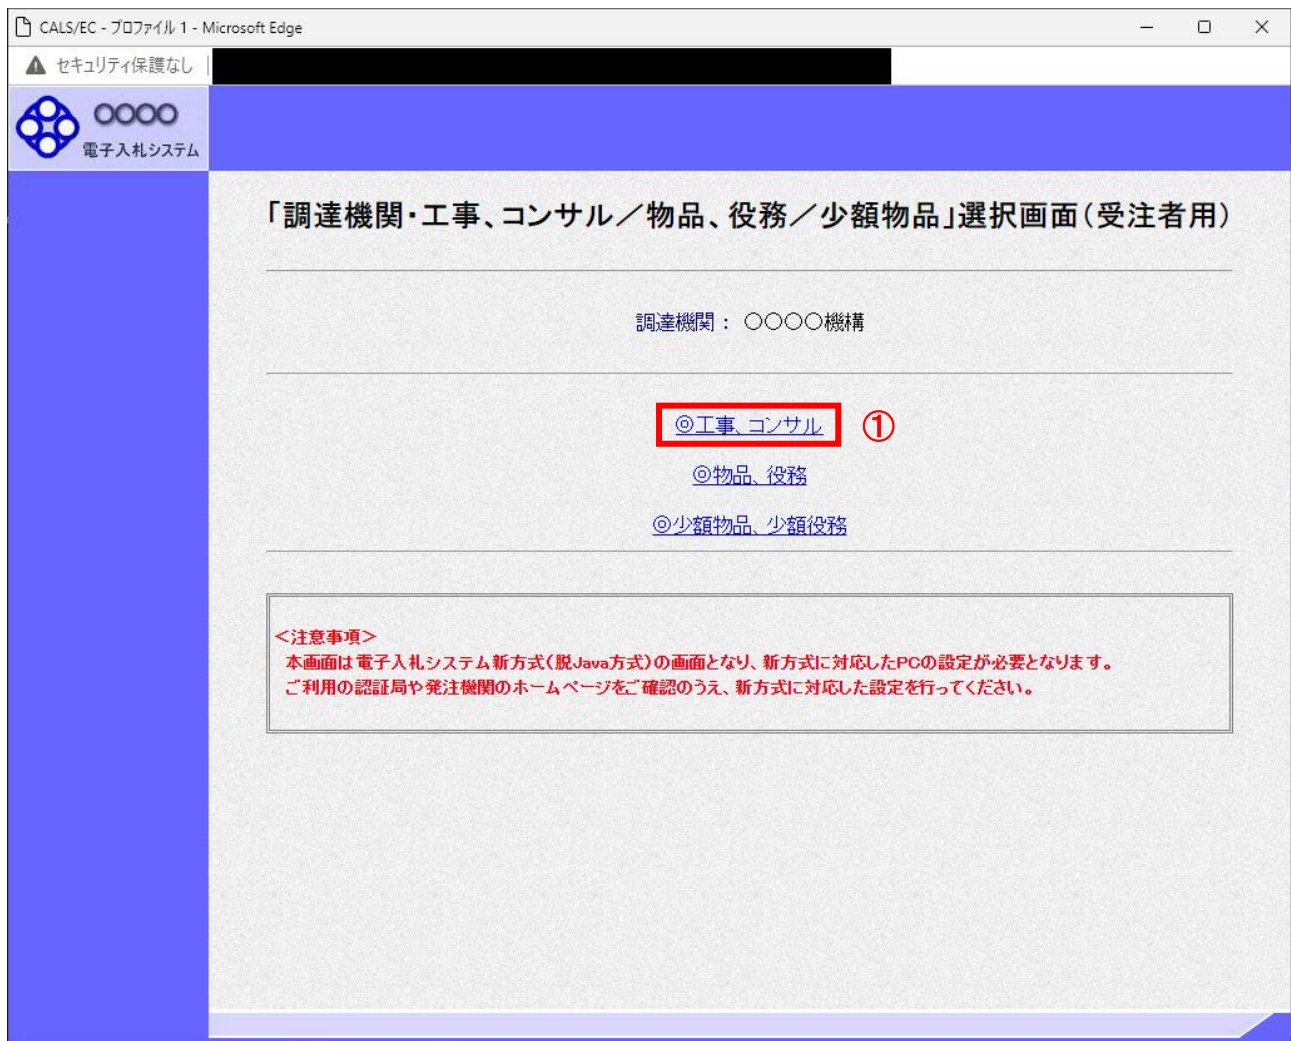 CALS/EC - プロファイル 1 - Microsoft Edge
セキュリティ保護なし
○○○○
電子入札システム
「調達機関・工事、コンサル／物品、役務／少額物品」選択画面（受注者用）
調達機関： ○○○○機構
◎工事、コンサル ①
◎物品、役務
◎少額物品、少額役務
＜注意事項＞
本画面は電子入札システム新方式（脱Java方式）の画面となり、新方式に対応したPCの設定が必要となります。
ご利用の認証局や発注機関のホームページをご確認のうえ、新方式に対応した設定を行ってください。